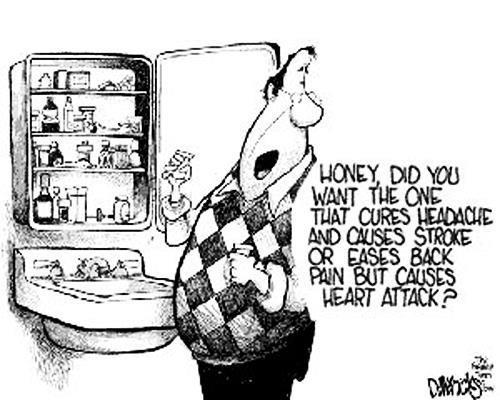 HONEY, DID YOU
WANT THE ONE
THAT CURES HEADACHE
AND CAUSES STROKE
OR EASES BACK
PAIN BUT CAUSES
HEART ATTACK?